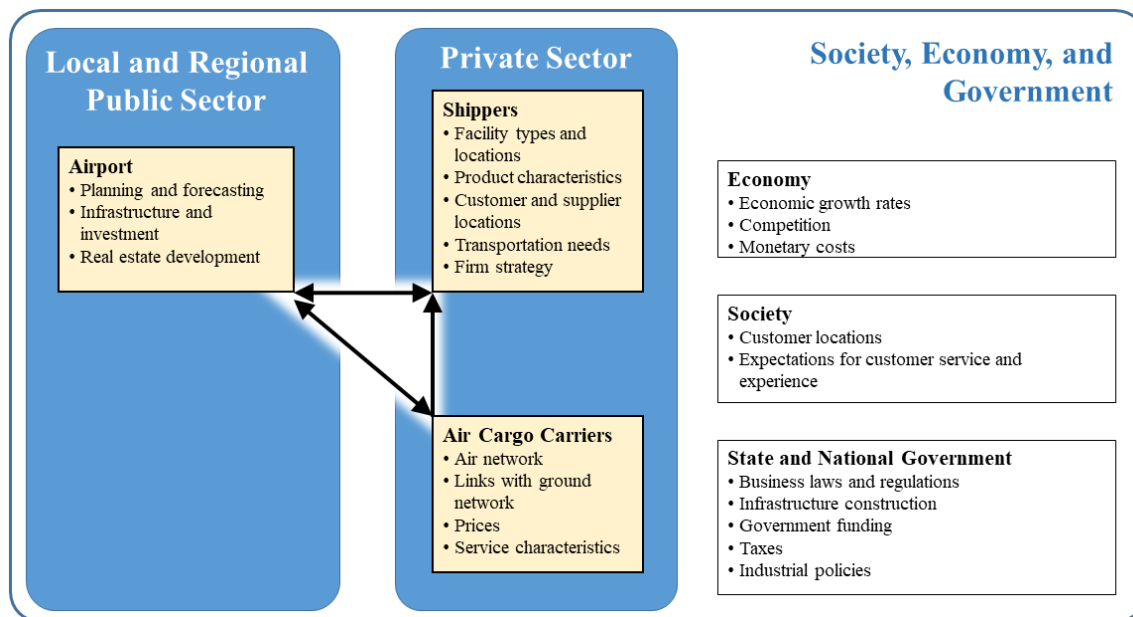 Local and Regional
Public Sector
Airport
• Planning and forecasting
• Infrastructure and
investment
• Real estate development
Private Sector
Shippers
• Facility types and
locations
• Product characteristics
• Customer and supplier
locations
• Transportation needs
• Firm strategy
Air Cargo Carriers
• Air network
• Links with ground
network
• Prices
• Service characteristics
Society, Economy, and
Government
Economy
• Economic growth rates
• Competition
• Monetary costs
Society
• Customer locations
• Expectations for customer service and
experience
State and National Government
• Business laws and regulations
• Infrastructure construction
• Government funding
• Taxes
• Industrial policies